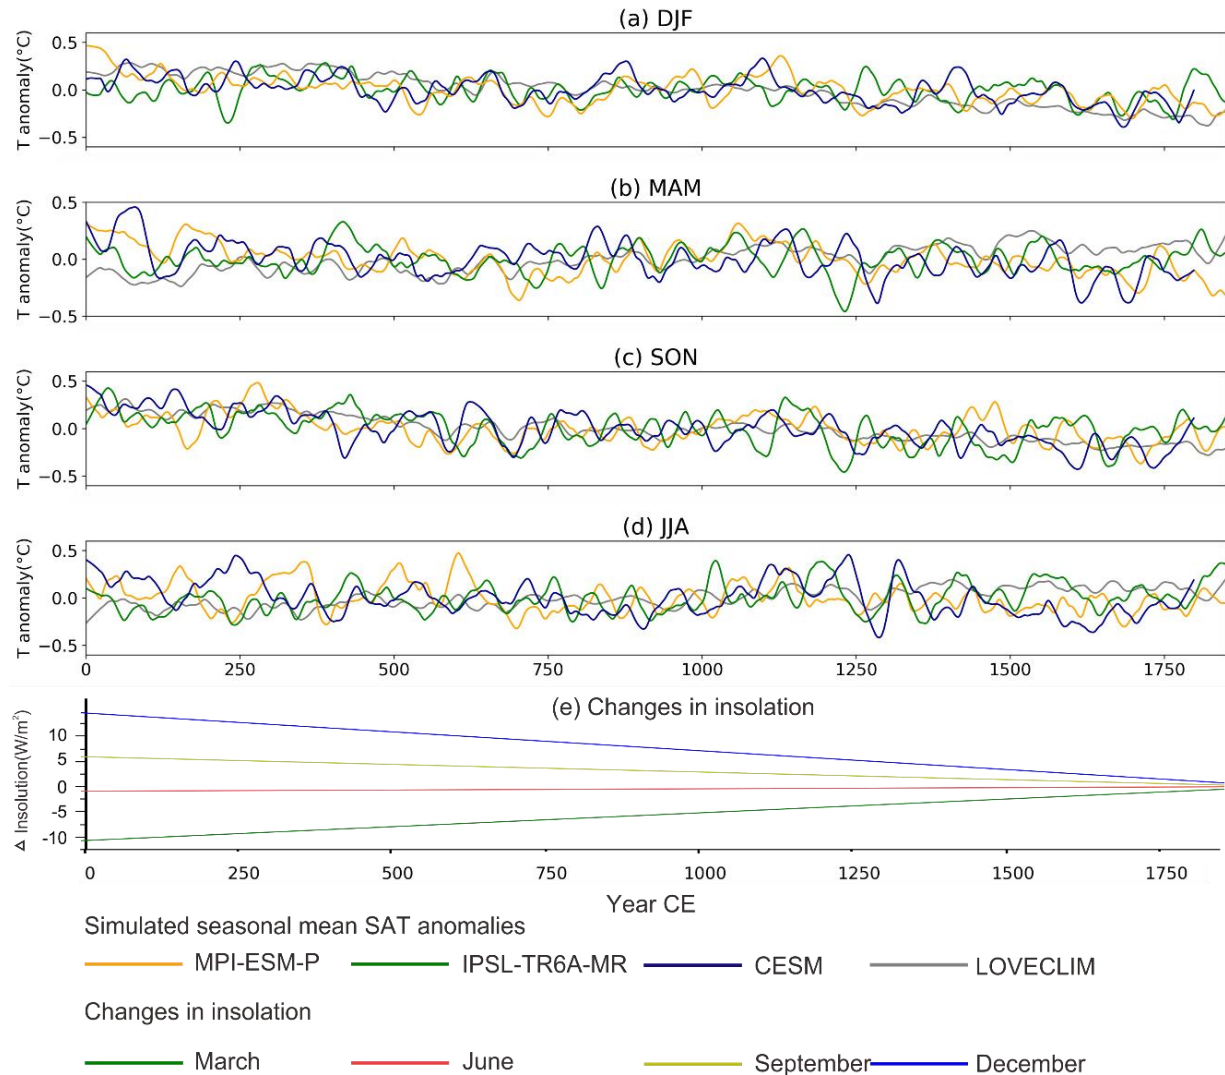 (a) DJF
T anomaly(°C)
0.5
0.0
−0.5
(b) MAM
T anomaly(°C)
0.5
0.0
−0.5
(c) SON
T anomaly(°C)
0.5
0.0
−0.5
(d) JJA
T anomaly(°C)
0.5
0.0
−0.5
0 250 500 750 1000 1250 1500 1750
(e) Changes in insolation
Δ Insolution(W/m²)
10
5
0
-5
-10
0 250 500 750 1000 1250 1500 1750
Year CE
Simulated seasonal mean SAT anomalies
MPI-ESM-P IPSL-TR6A-MR CESM LOVECLIM
Changes in insolation
March June September December